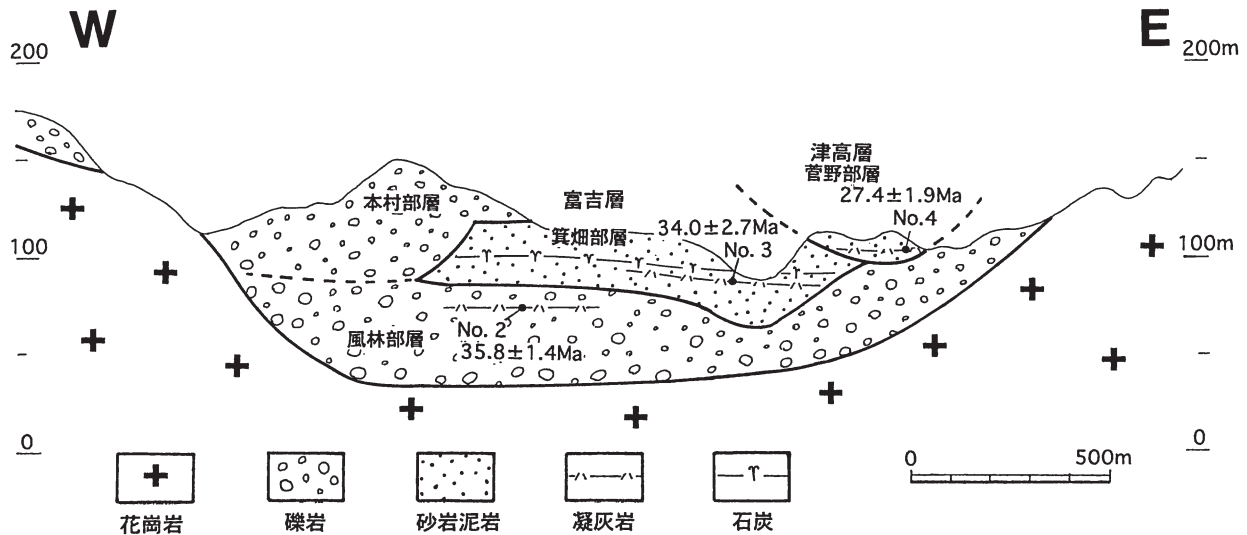 W
E
200
200m
津高層
菅野部層
27.4±1.9Ma
No.4
本村部層
富吉層
箕畑部層
34.0±2.7Ma
No.3
100
100m
No. 2
風林部層
35.8±1.4Ma
0
0
0
500m
花崗岩
礫岩
砂岩泥岩
凝灰岩
石炭